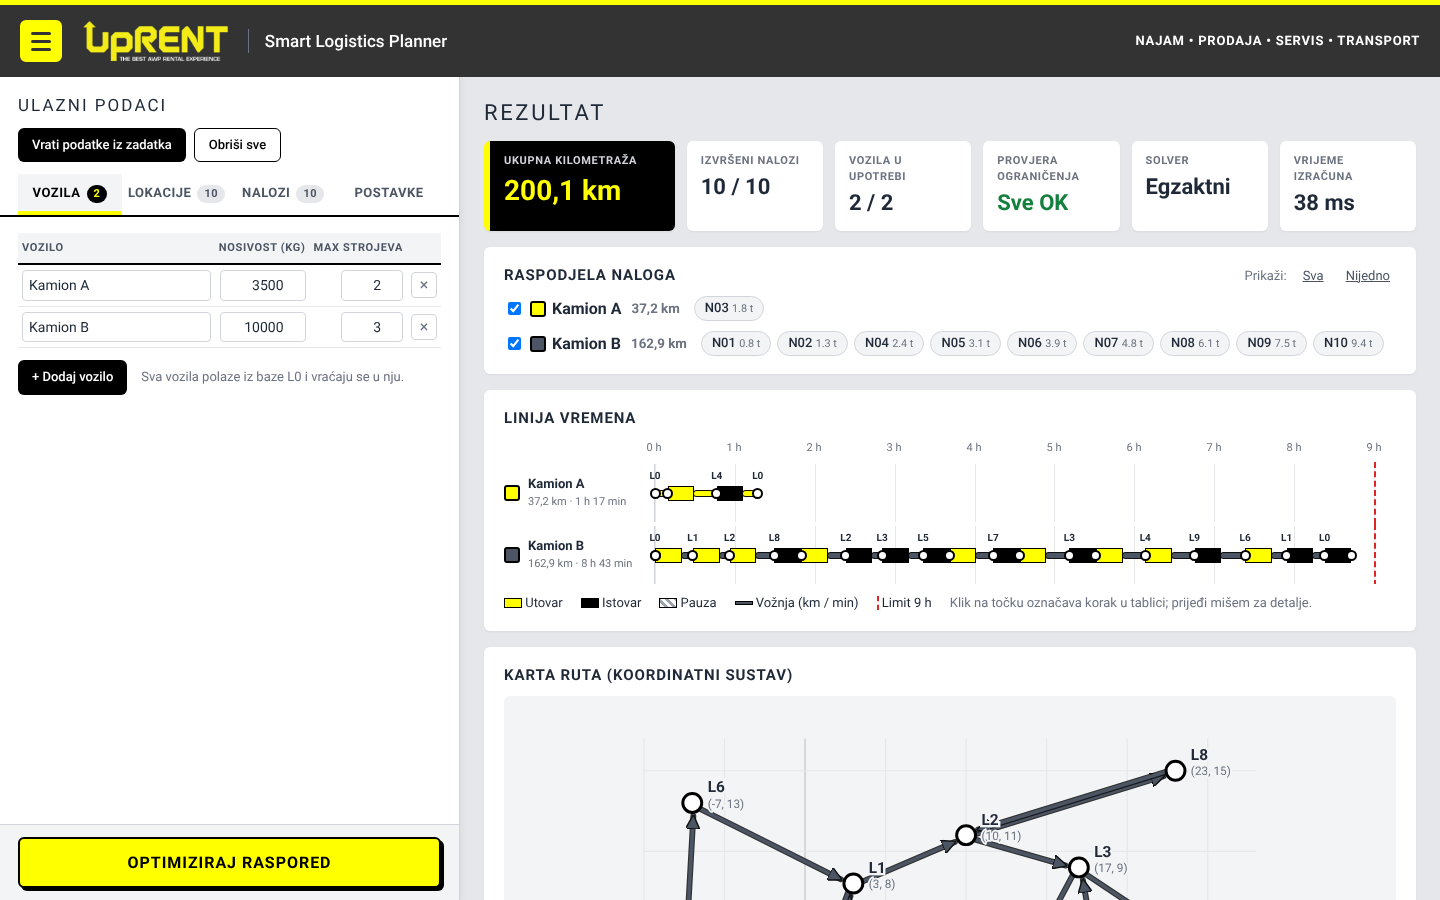 UpRENT
THE BEST AWP RENTAL EXPERIENCE
Smart Logistics Planner
NAJAM • PRODAJA • SERVIS • TRANSPORT
ULAZNI PODACI
Vrati podatke iz zadatka
Obriši sve
VOZILA 2
LOKACIJE 10
NALOZI 10
POSTAVKE
VOZILO NOSIVOST (KG) MAX STROJEVA
Kamion A 3500 2 ×
Kamion B 10000 3 ×
+ Dodaj vozilo
Sva vozila polaze iz baze L0 i vraćaju se u nju.
OPTIMIZIRAJ RASPORED
REZULTAT
UKUPNA KILOMETRAŽA
200,1 km
IZVRŠENI NALOZI
10 / 10
VOZILA U
UPOTREBI
2 / 2
PROVJERA
OGRANIČENJA
Sve OK
SOLVER
Egzaktni
VRIJEME
IZRAČUNA
38 ms
RASPODJELA NALOGA
Prikaži: Sva Nijedno
Kamion A 37,2 km N03 1.8 t
Kamion B 162,9 km N01 0.8 t N02 1.3 t N04 2.4 t N05 3.1 t N06 3.9 t N07 4.8 t N08 6.1 t N09 7.5 t N10 9.4 t
LINIJA VREMENA
0 h 1 h 2 h 3 h 4 h 5 h 6 h 7 h 8 h 9 h
L0 L4 L0
Kamion A
37,2 km · 1 h 17 min
L0 L1 L2 L8 L2 L3 L5 L7 L3 L4 L9 L6 L1 L0
Kamion B
162,9 km · 8 h 43 min
Utovar Istovar Pauza Vožnja (km / min) Limit 9 h Klik na točku označava korak u tablici; prijeđi mišem za detalje.
KARTA RUTA (KOORDINATNI SUSTAV)
L8
(23, 15)
L6
(-7, 13)
L2
(10, 11)
L3
(17, 9)
L1
(3, 8)